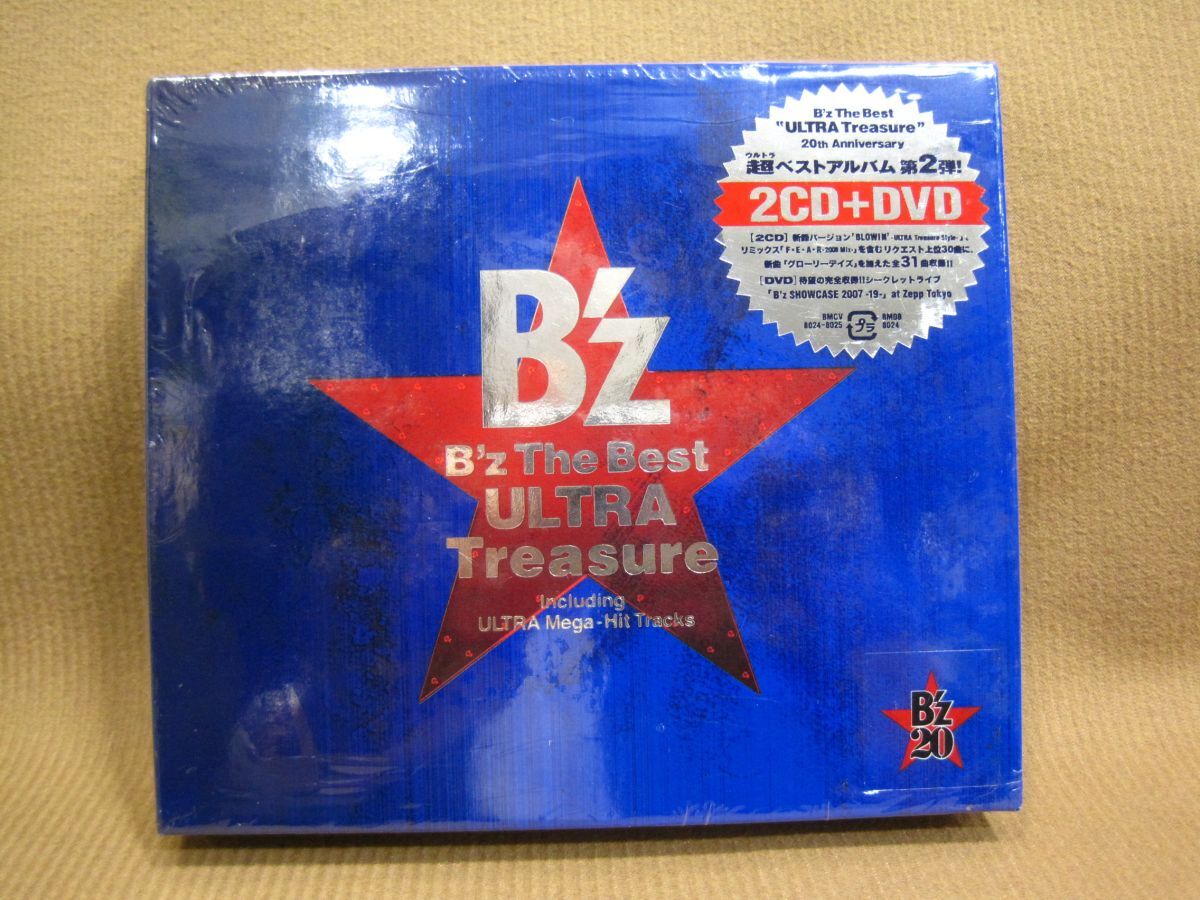 B'z The Best
"ULTRA Treasure"
20th Anniversary
ウルトラ
超ベストアルバム 第2弾!
2CD+DVD
【2CD】新録バージョン「BLOWIN' -ULTRA Treasure Style-」、
リミックス「F・E・A・R -2008 Mix-」を含むリクエスト上位30曲に、
新曲「グローリーデイズ」を加えた全31曲収録!!
【DVD】待望の完全収録!!シークレットライブ
「B'z SHOWCASE 2007 -19-」 at Zepp Tokyo
BMCV
8024-8025
プラ
BMDB
8024
B'z
B'z The Best
ULTRA
Treasure
Including
ULTRA Mega-Hit Tracks
B'z
20